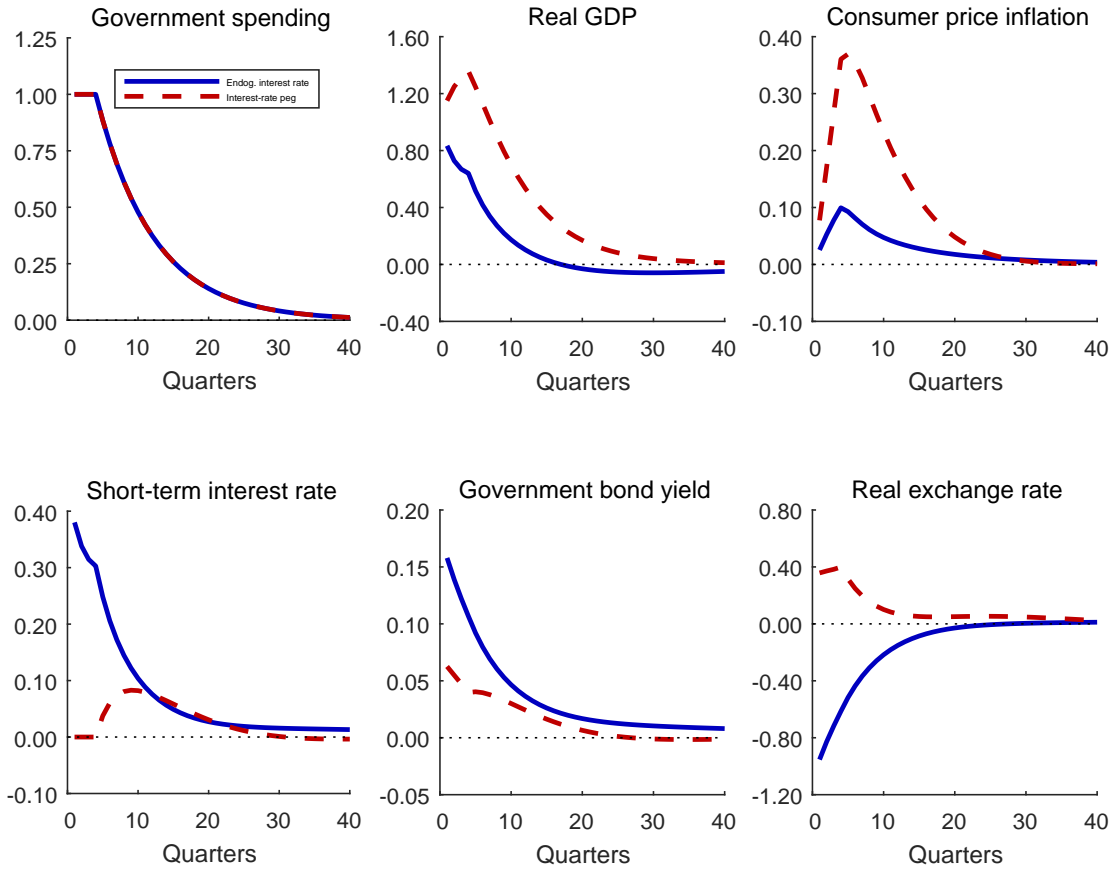 Government spending
1.25
1.00
0.75
0.50
0.25
0.00
0 10 20 30 40
Quarters
Endog. interest rate
Interest-rate peg
Real GDP
1.60
1.20
0.80
0.40
0.00
-0.40
0 10 20 30 40
Quarters
Consumer price inflation
0.40
0.30
0.20
0.10
0.00
-0.10
0 10 20 30 40
Quarters
Short-term interest rate
0.40
0.30
0.20
0.10
0.00
-0.10
0 10 20 30 40
Quarters
Government bond yield
0.20
0.15
0.10
0.05
0.00
-0.05
0 10 20 30 40
Quarters
Real exchange rate
0.80
0.40
0.00
-0.40
-0.80
-1.20
0 10 20 30 40
Quarters